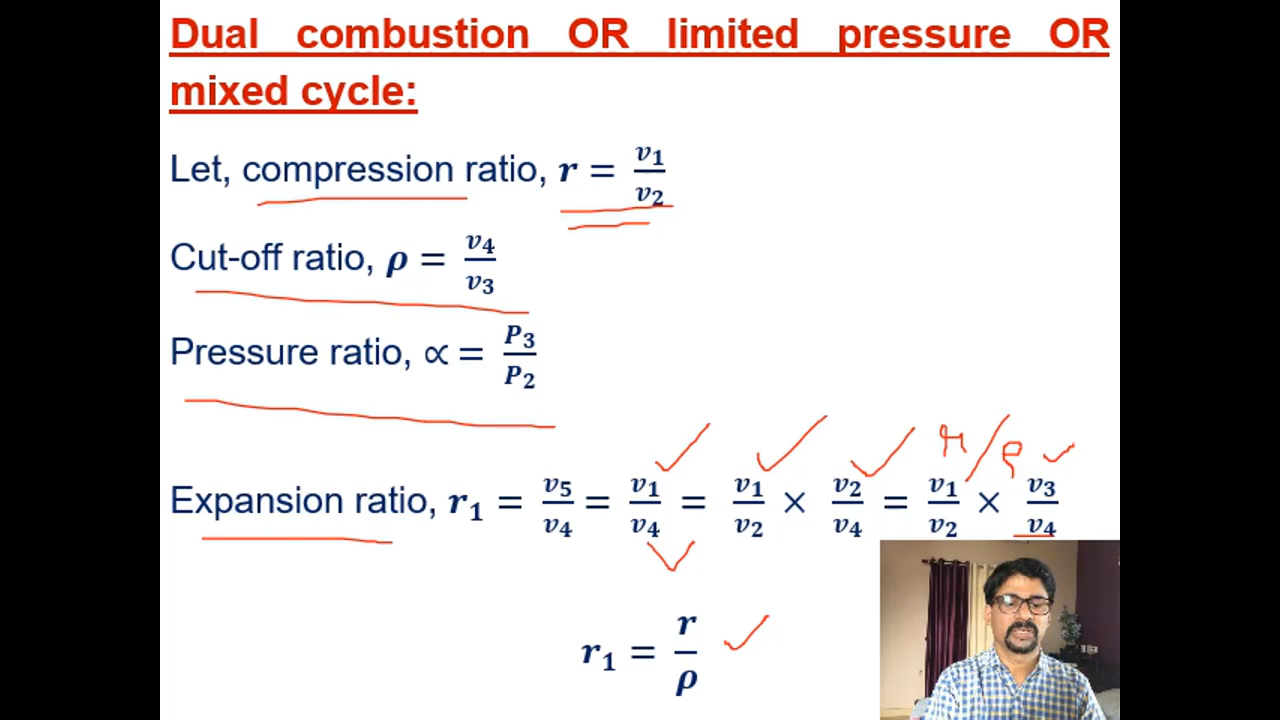 Dual combustion OR limited pressure OR
mixed cycle:
Let, compression ratio, r = v₁/v₂
Cut-off ratio, ρ = v₄/v₃
Pressure ratio, ∝ = P₃/P₂
r/ρ
Expansion ratio, r₁ = v₅/v₄ = v₁/v₄ = v₁/v₂ × v₂/v₄ = v₁/v₂ × v₃/v₄
r₁ = r/ρ